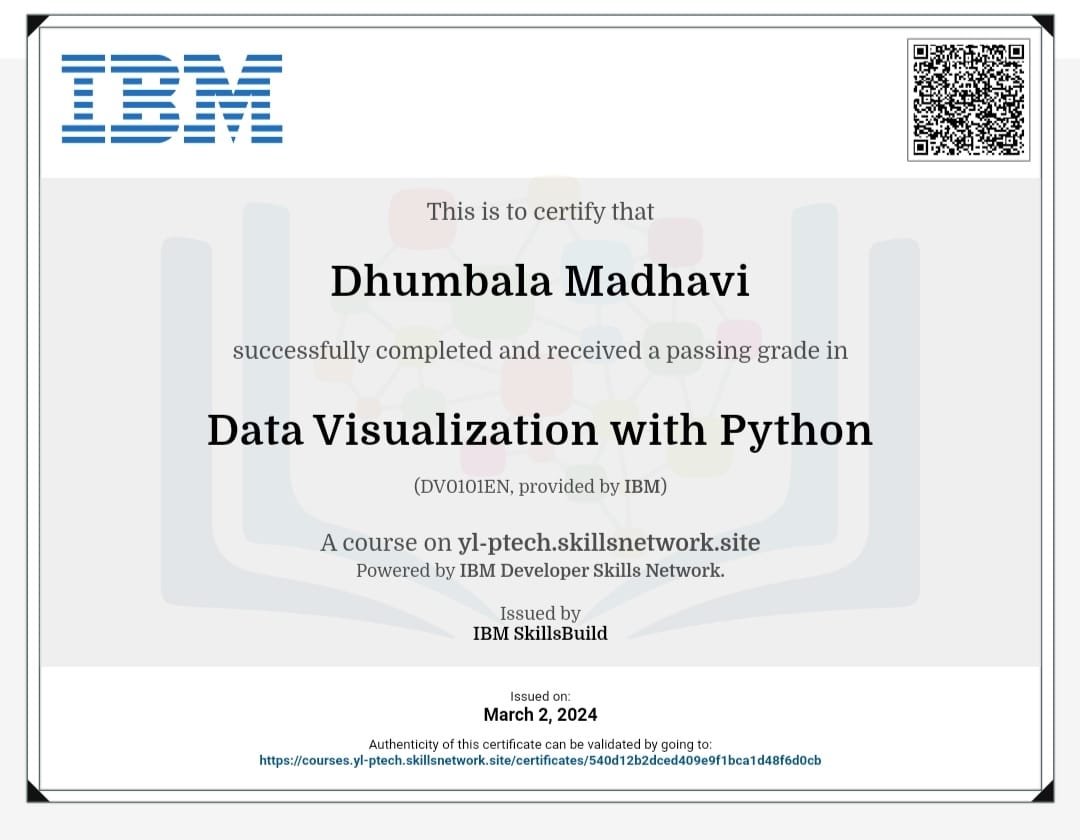 IBM
This is to certify that
Dhumbala Madhavi
successfully completed and received a passing grade in
Data Visualization with Python
(DV0101EN, provided by IBM)
A course on yl-ptech.skillsnetwork.site
Powered by IBM Developer Skills Network.
Issued by
IBM SkillsBuild
Issued on:
March 2, 2024
Authenticity of this certificate can be validated by going to:
https://courses.yl-ptech.skillsnetwork.site/certificates/540d12b2dced409e9f1bca1d48f6d0cb